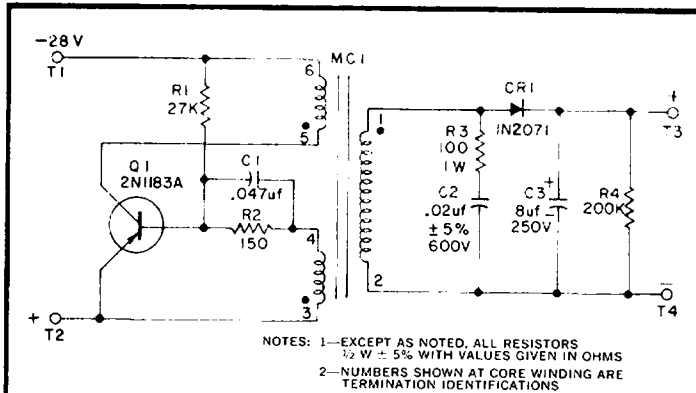 -28V
T1
R1
27K
6
MC1
5
Q1
2N1183A
C1
.047uf
R2
150
4
3
+
T2
1
2
R3
100
1W
C2
.02uf
±5%
600V
CR1
1N2071
+
C3
8uf
250V
R4
200K
+
T3
−
T4
NOTES: 1—EXCEPT AS NOTED, ALL RESISTORS
½ W ± 5% WITH VALUES GIVEN IN OHMS
2—NUMBERS SHOWN AT CORE WINDING ARE
TERMINATION IDENTIFICATIONS